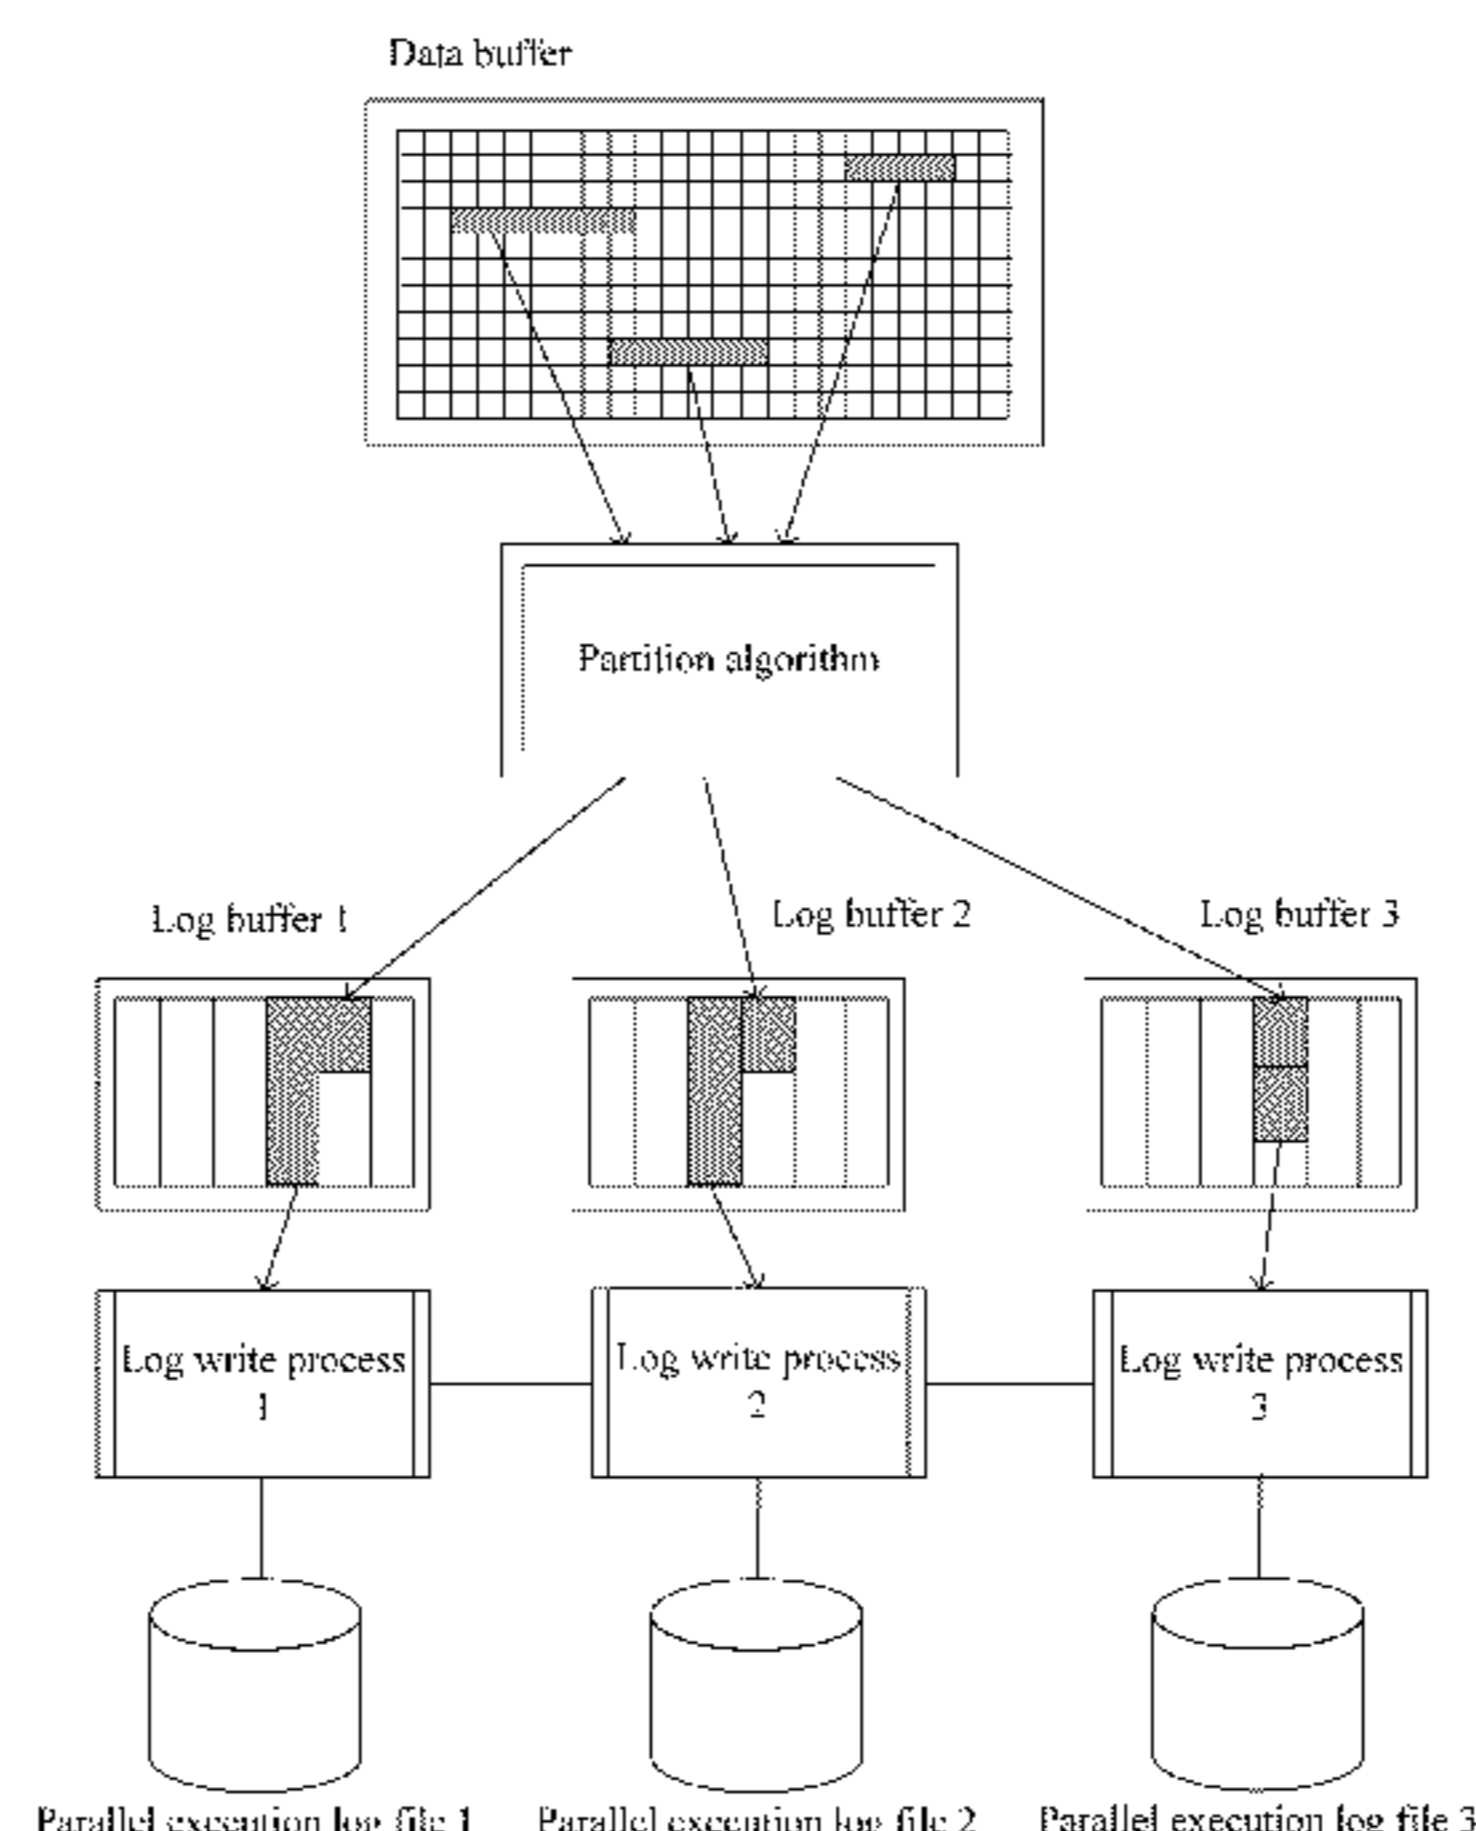 Data buffer
Partition algorithm
Log buffer 1
Log buffer 2
Log buffer 3
Log write process
1
Log write process
2
Log write process
3
Parallel execution log file 1
Parallel execution log file 2
Parallel execution log file 3